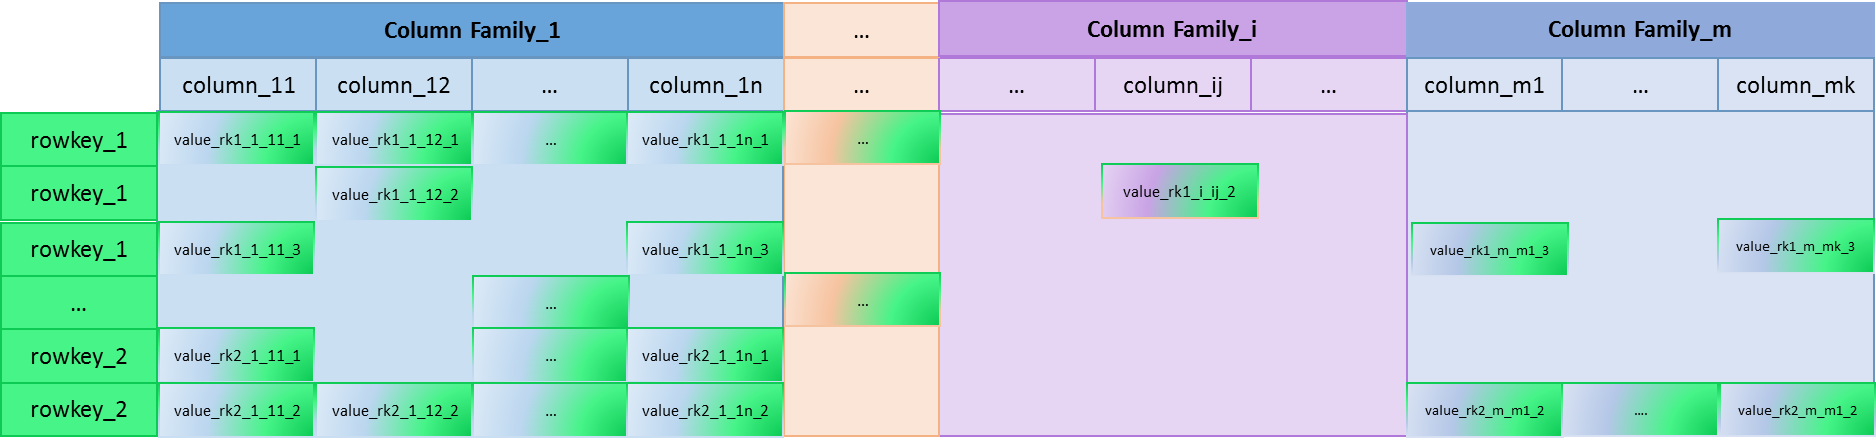 Column Family_1 ... Column Family_i Column Family_m
column_11 column_12 ... column_1n ... ... column_ij ... column_m1 ... column_mk
rowkey_1 value_rk1_1_11_1 value_rk1_1_12_1 ... value_rk1_1_1n_1 ...
rowkey_1 value_rk1_1_12_2 value_rk1_i_ij_2
rowkey_1 value_rk1_1_11_3 value_rk1_1_1n_3 value_rk1_m_m1_3 value_rk1_m_mk_3
... ... ...
rowkey_2 value_rk2_1_11_1 ... value_rk2_1_1n_1
rowkey_2 value_rk2_1_11_2 value_rk2_1_12_2 ... value_rk2_1_1n_2 value_rk2_m_m1_2 .... value_rk2_m_m1_2